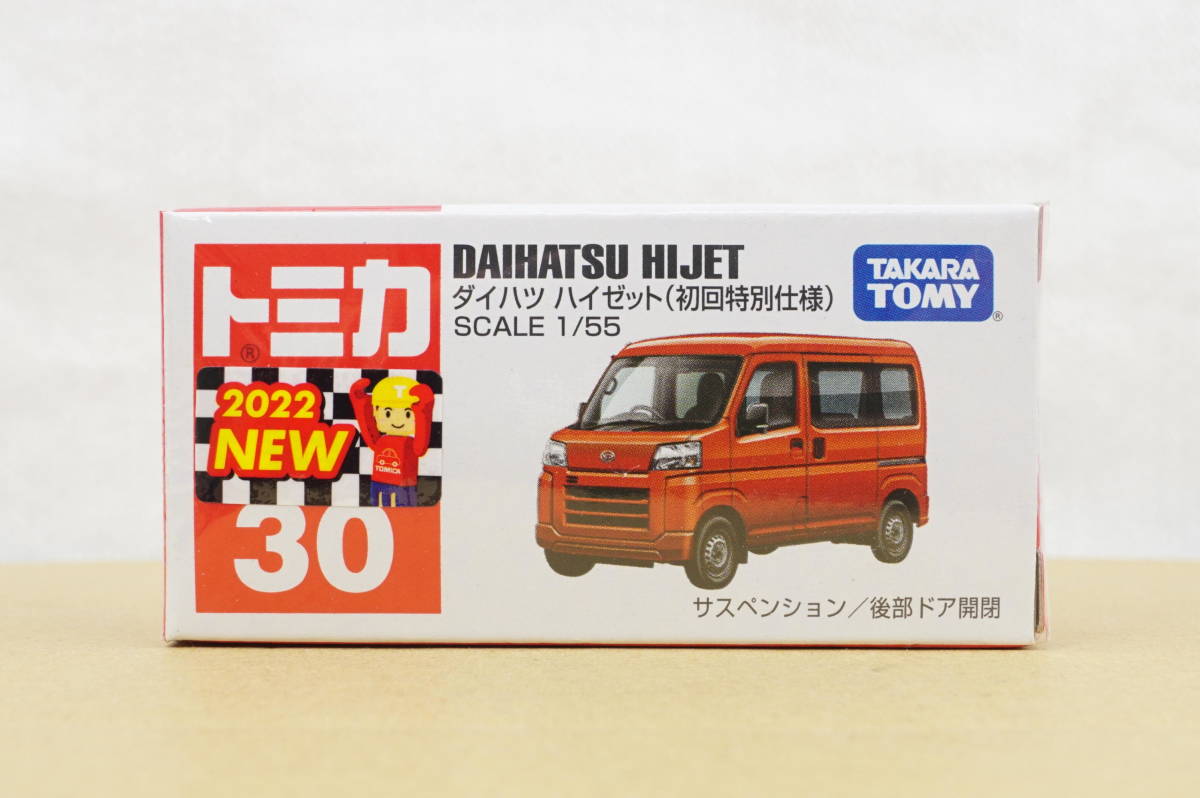 トミカ
®
2022
NEW
T
TOMICA
30
DAIHATSU HIJET
ダイハツ ハイゼット(初回特別仕様)
SCALE 1/55
TAKARA
TOMY
®
サスペンション/後部ドア開閉